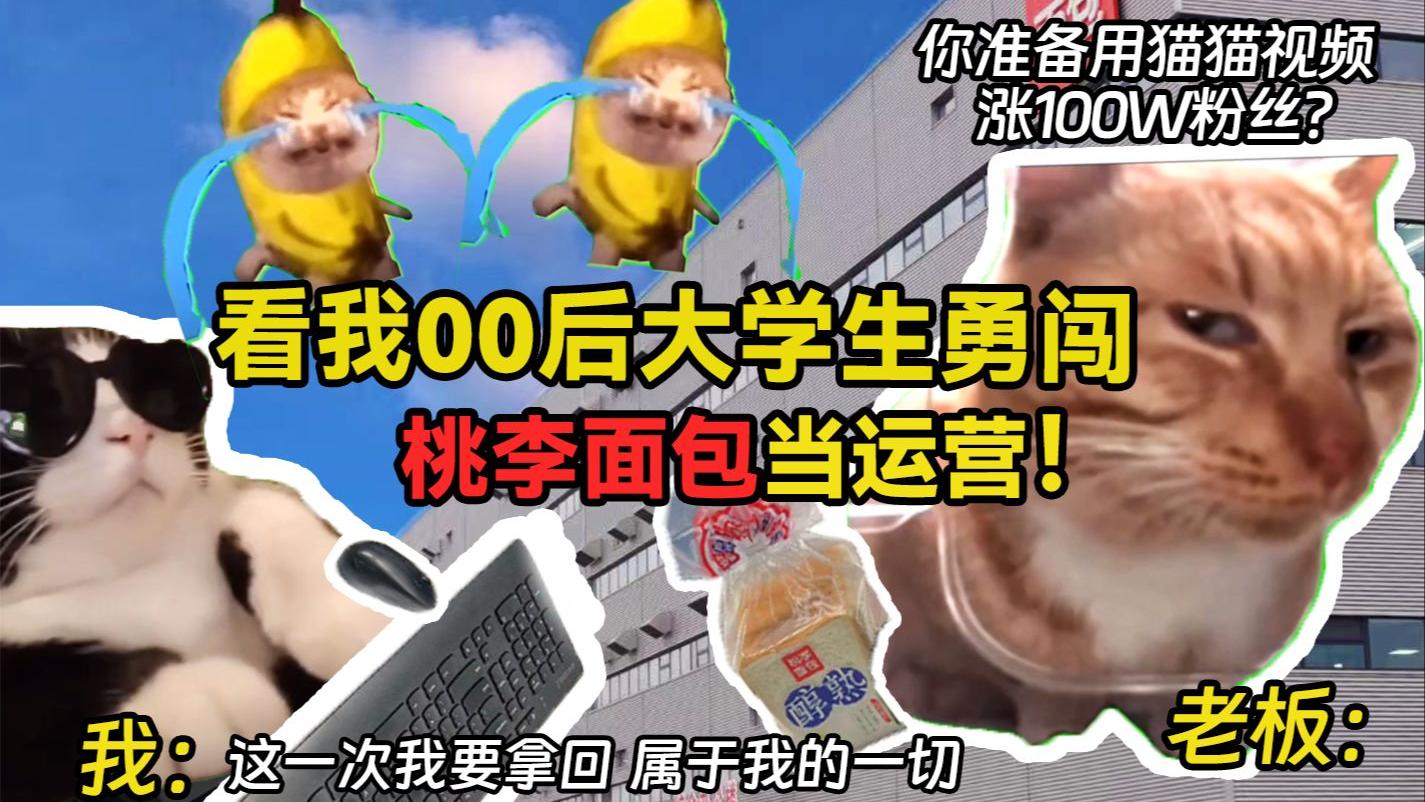 你准备用猫猫视频
涨100W粉丝?
看我00后大学生勇闯
桃李面包当运营!
醇熟
我:
这一次我要拿回 属于我的一切
老板: